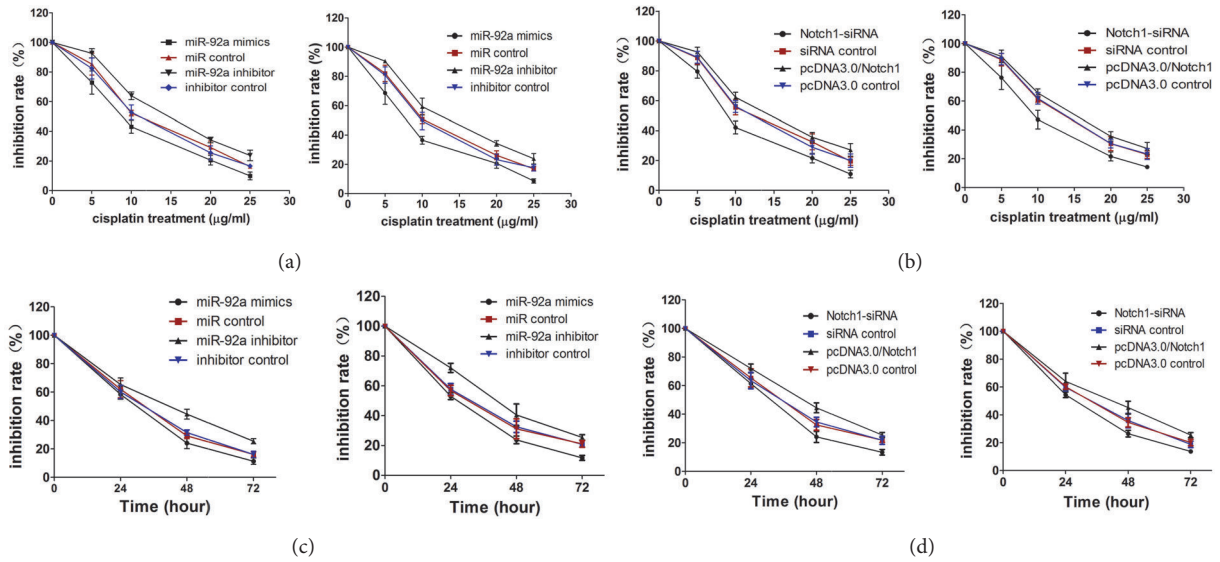 inhibition rate (%)
120
100
80
60
40
20
0
miR-92a mimics
miR control
miR-92a inhibitor
inhibitor control
0 5 10 15 20 25 30
cisplatin treatment (μg/ml)
inhibition rate (%)
120
100
80
60
40
20
0
miR-92a mimics
miR control
miR-92a inhibitor
inhibitor control
0 5 10 15 20 25 30
cisplatin treatment (μg/ml)
(a)
inhibition rate (%)
120
100
80
60
40
20
0
Notch1-siRNA
siRNA control
pcDNA3.0/Notch1
pcDNA3.0 control
0 5 10 15 20 25 30
cisplatin treatment (μg/ml)
inhibition rate (%)
120
100
80
60
40
20
0
Notch1-siRNA
siRNA control
pcDNA3.0/Notch1
pcDNA3.0 control
0 5 10 15 20 25 30
cisplatin treatment (μg/ml)
(b)
inhibition rate (%)
120
100
80
60
40
20
0
miR-92a mimics
miR control
miR-92a inhibitor
inhibitor control
0 24 48 72
Time (hour)
inhibition rate (%)
120
100
80
60
40
20
0
miR-92a mimics
miR control
miR-92a inhibitor
inhibitor control
0 24 48 72
Time (hour)
(c)
inhibition rate (%)
120
100
80
60
40
20
0
Notch1-siRNA
siRNA control
pcDNA3.0/Notch1
pcDNA3.0 control
0 24 48 72
Time (hour)
inhibition rate (%)
120
100
80
60
40
20
0
Notch1-siRNA
siRNA control
pcDNA3.0/Notch1
pcDNA3.0 control
0 24 48 72
Time (hour)
(d)